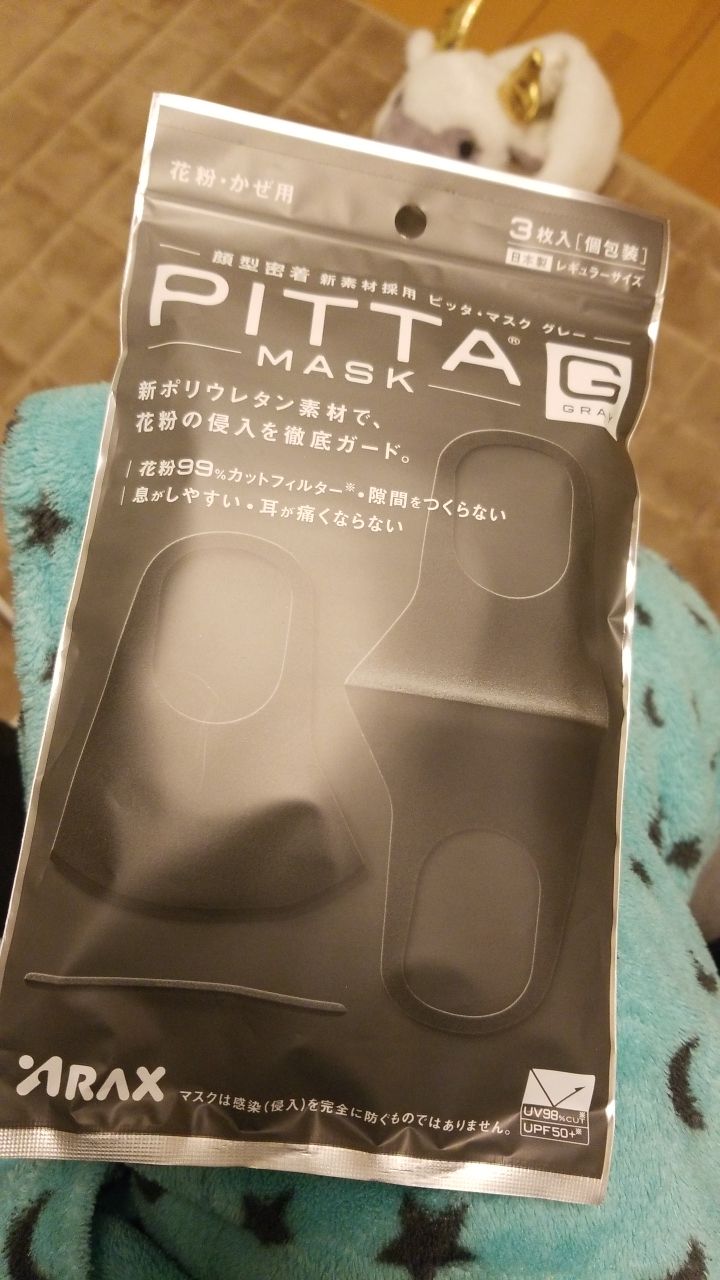 花粉・かぜ用
3枚入[個包装]
日本製 レギュラーサイズ
顔型密着 新素材採用 ピッタ・マスク グレー
PITTA®
MASK
G
GRAY
新ポリウレタン素材で、
花粉の侵入を徹底ガード。
花粉99%カットフィルター※・隙間をつくらない
息がしやすい・耳が痛くならない
ARAX
マスクは感染(侵入)を完全に防ぐものではありません。
UV98%CUT※
UPF50+※